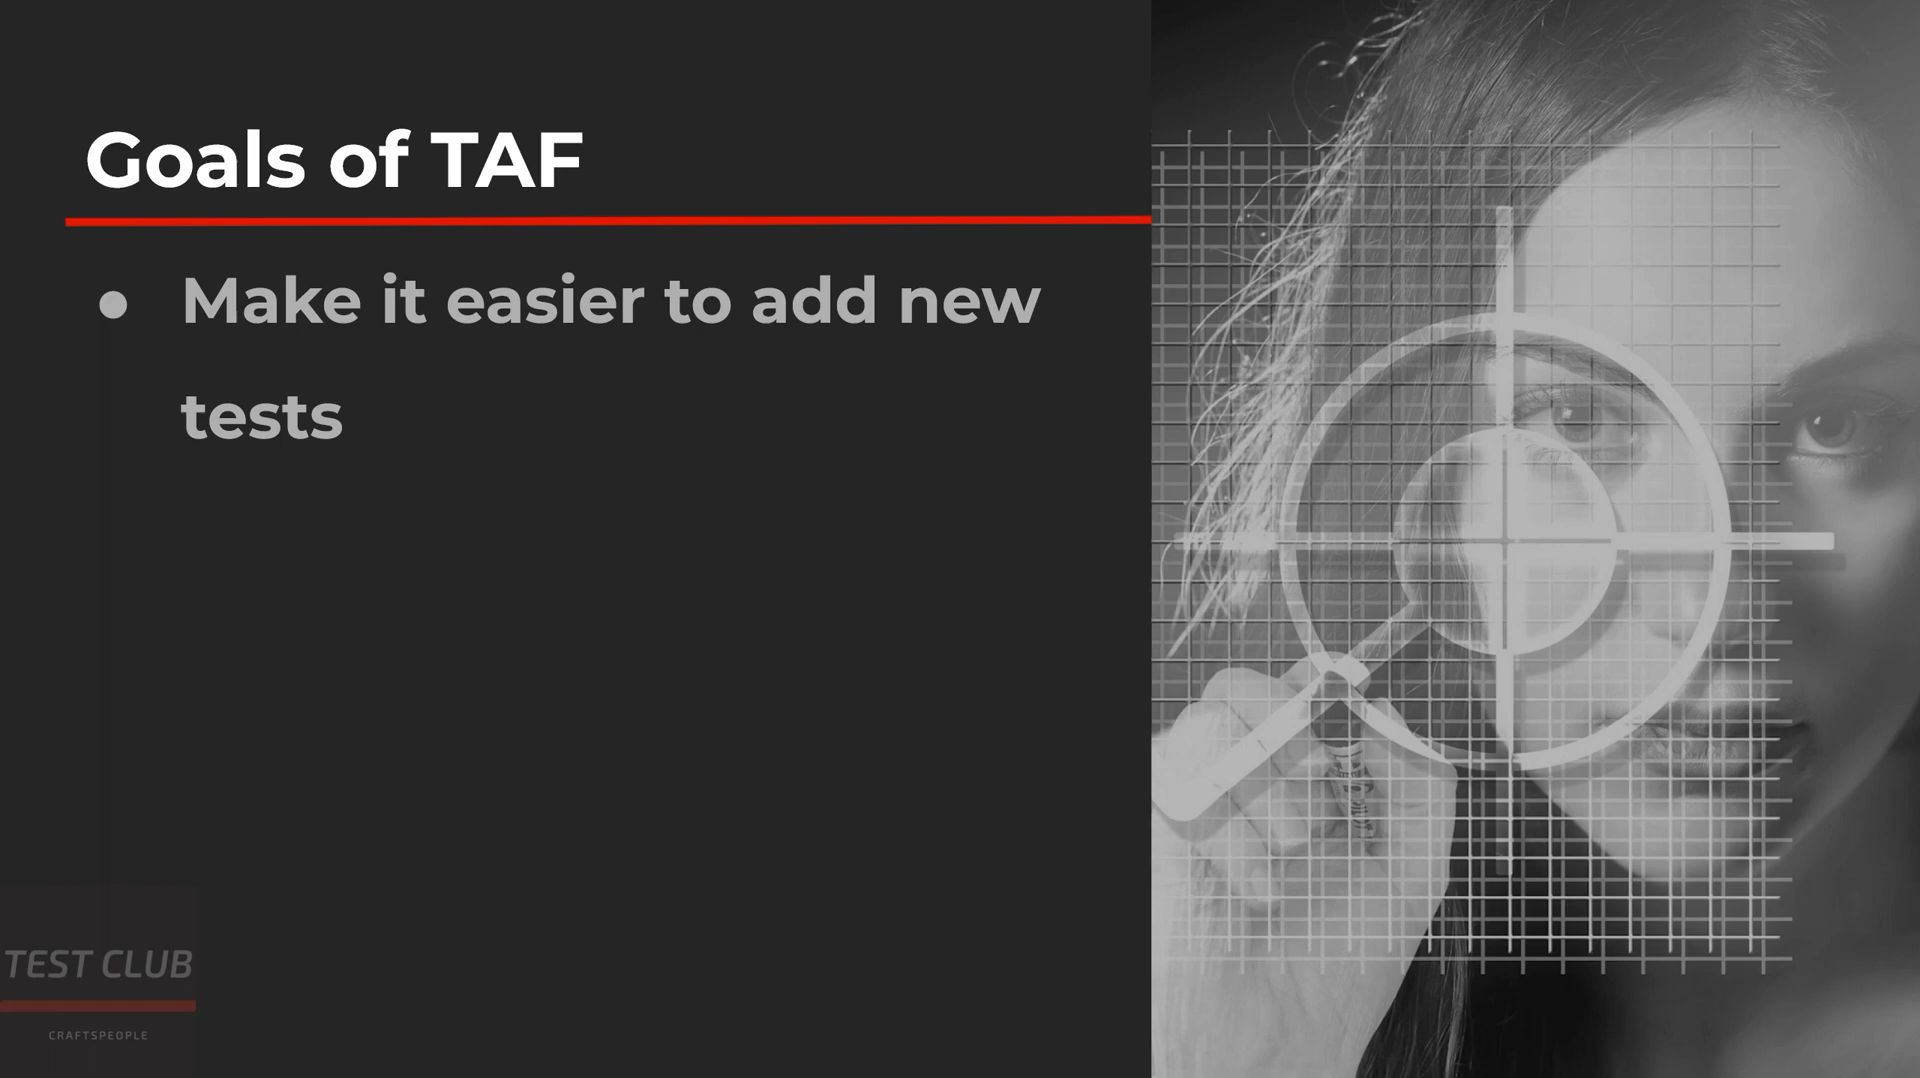 Goals of TAF
● Make it easier to add new
tests
TEST CLUB
CRAFTSPEOPLE